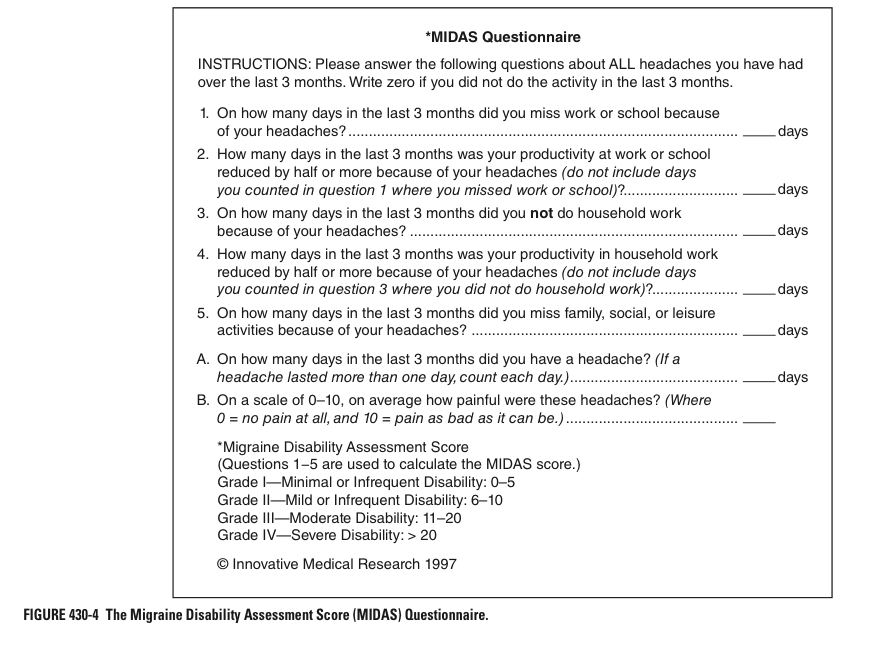 *MIDAS Questionnaire
INSTRUCTIONS: Please answer the following questions about ALL headaches you have had
over the last 3 months. Write zero if you did not do the activity in the last 3 months.
1. On how many days in the last 3 months did you miss work or school because
of your headaches?............................................................................................... ____ days
2. How many days in the last 3 months was your productivity at work or school
reduced by half or more because of your headaches (do not include days
you counted in question 1 where you missed work or school)?............................ ____ days
3. On how many days in the last 3 months did you not do household work
because of your headaches? ................................................................................ ____ days
4. How many days in the last 3 months was your productivity in household work
reduced by half or more because of your headaches (do not include days
you counted in question 3 where you did not do household work)?..................... ____ days
5. On how many days in the last 3 months did you miss family, social, or leisure
activities because of your headaches? ................................................................. ____ days
A. On how many days in the last 3 months did you have a headache? (If a
headache lasted more than one day, count each day.)......................................... ____ days
B. On a scale of 0–10, on average how painful were these headaches? (Where
0 = no pain at all, and 10 = pain as bad as it can be.).......................................... ____
*Migraine Disability Assessment Score
(Questions 1–5 are used to calculate the MIDAS score.)
Grade I—Minimal or Infrequent Disability: 0–5
Grade II—Mild or Infrequent Disability: 6–10
Grade III—Moderate Disability: 11–20
Grade IV—Severe Disability: > 20
© Innovative Medical Research 1997
FIGURE 430-4 The Migraine Disability Assessment Score (MIDAS) Questionnaire.